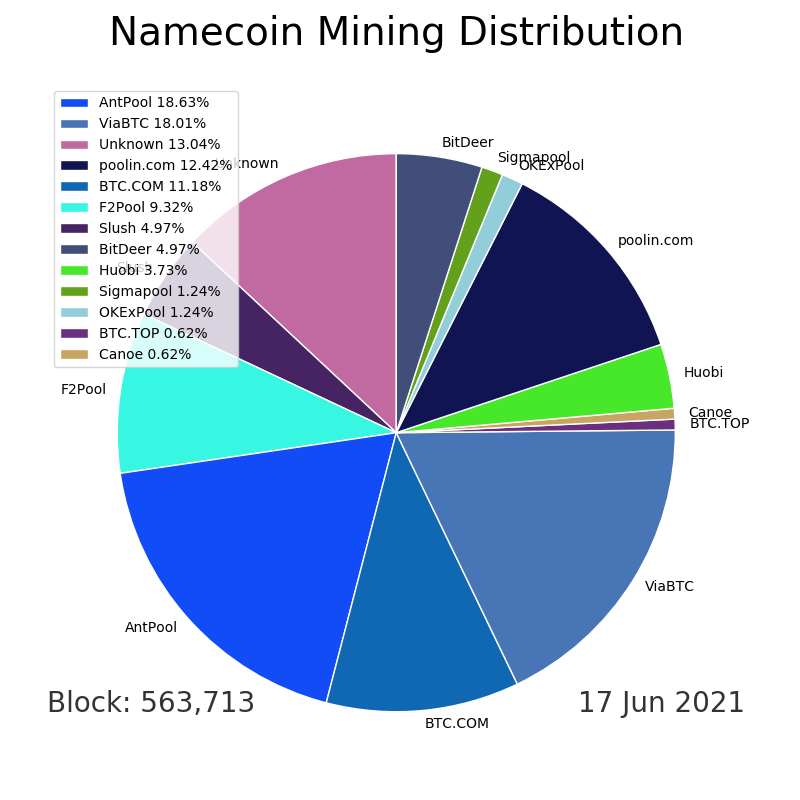 Namecoin Mining Distribution
AntPool 18.63%
ViaBTC 18.01%
Unknown 13.04%
poolin.com 12.42%
BTC.COM 11.18%
F2Pool 9.32%
Slush 4.97%
BitDeer 4.97%
Huobi 3.73%
Sigmapool 1.24%
OKExPool 1.24%
BTC.TOP 0.62%
Canoe 0.62%
BitDeer
Sigmapool
OKExPool
Unknown
poolin.com
Slush
Huobi
F2Pool
Canoe
BTC.TOP
ViaBTC
AntPool
BTC.COM
Block: 563,713
17 Jun 2021